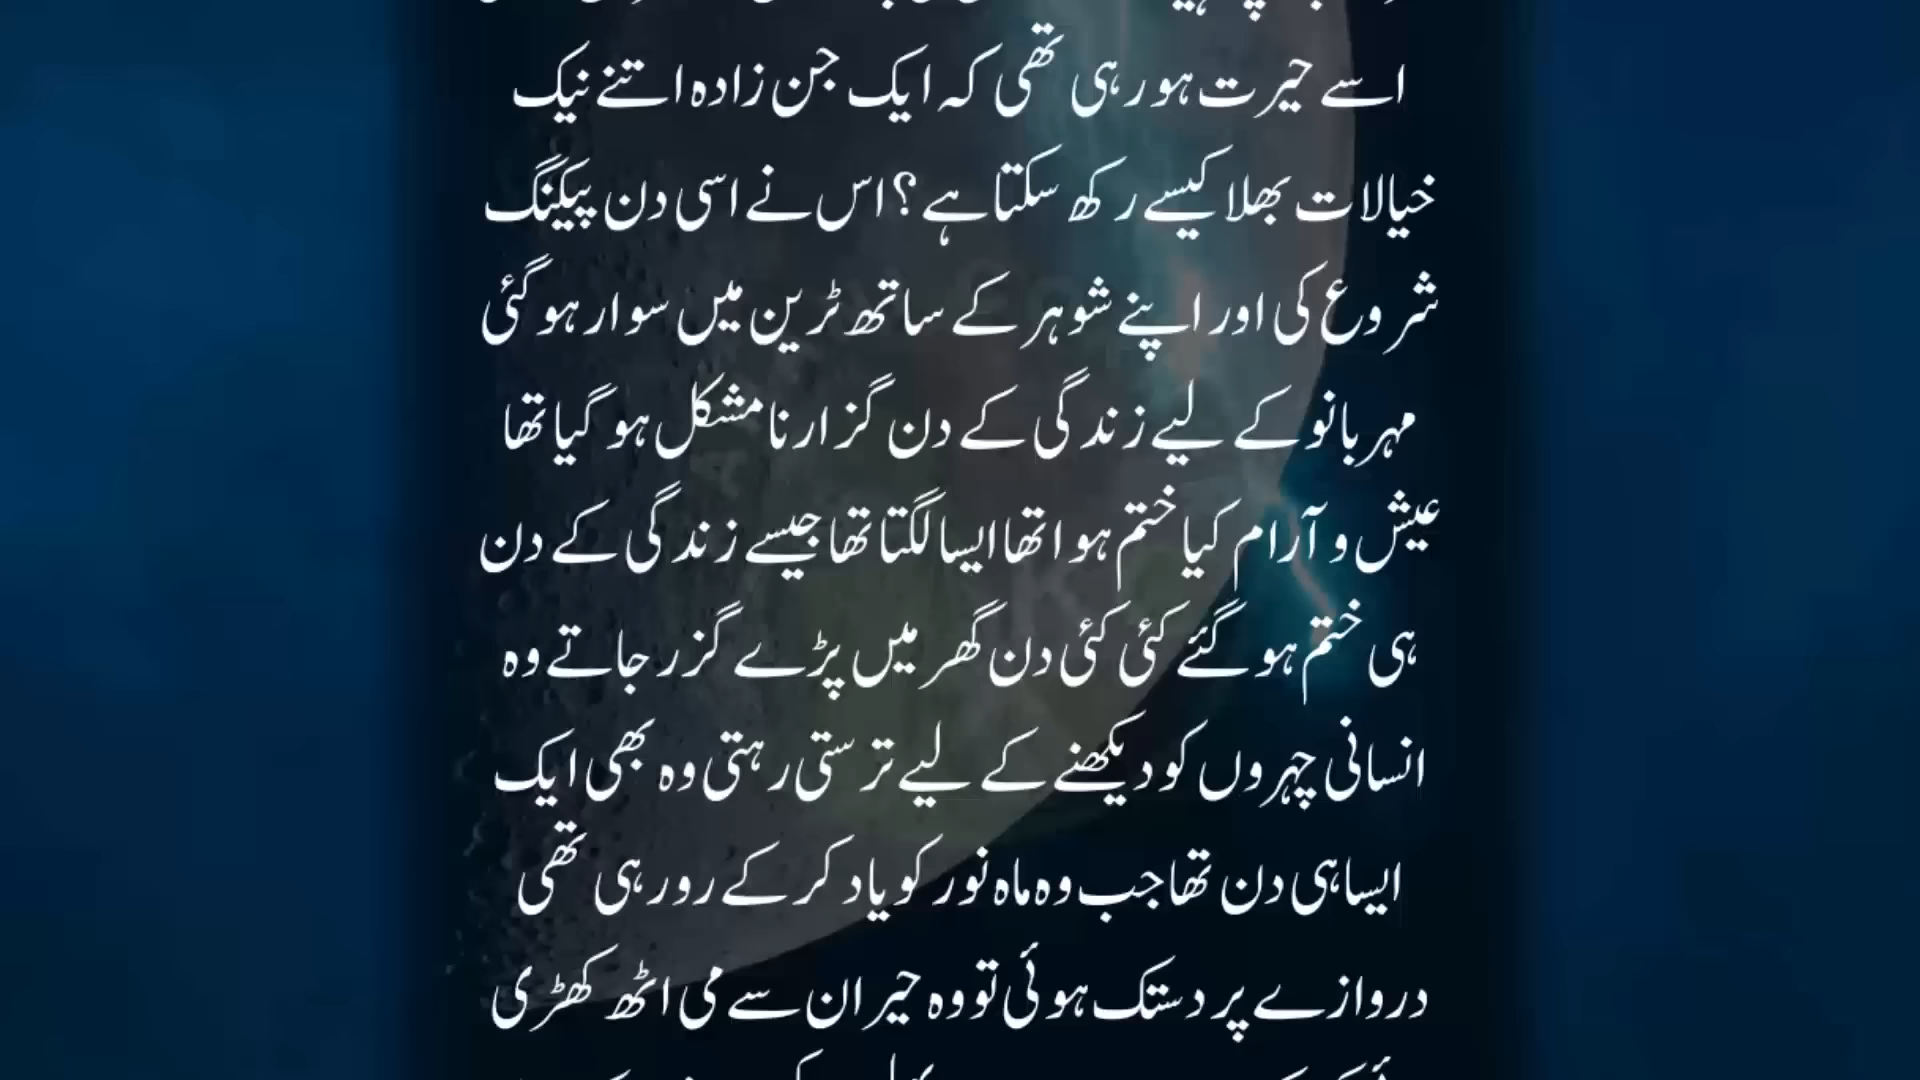 اسے حیرت ہو رہی تھی کہ ایک جن زادہ اتنے نیک
خیالات بھلا کیسے رکھ سکتا ہے ؟ اس نے اسی دن پیکنگ
شروع کی اور اپنے شوہر کے ساتھ ٹرین میں سوار ہو گئی
مہربانو کے لیے زندگی کے دن گزارنا مشکل ہو گیا تھا
عیش و آرام کیا ختم ہوا تھا ایسا لگتا تھا جیسے زندگی کے دن
ہی ختم ہو گئے کئی کئی دن گھر میں پڑے گزر جاتے وہ
انسانی چہروں کو دیکھنے کے لیے ترستی رہتی وہ بھی ایک
ایسا ہی دن تھا جب وہ ماہ نور کو یاد کر کے رو رہی تھی
دروازے پر دستک ہوئی تو وہ حیران سے می اٹھ کھڑی